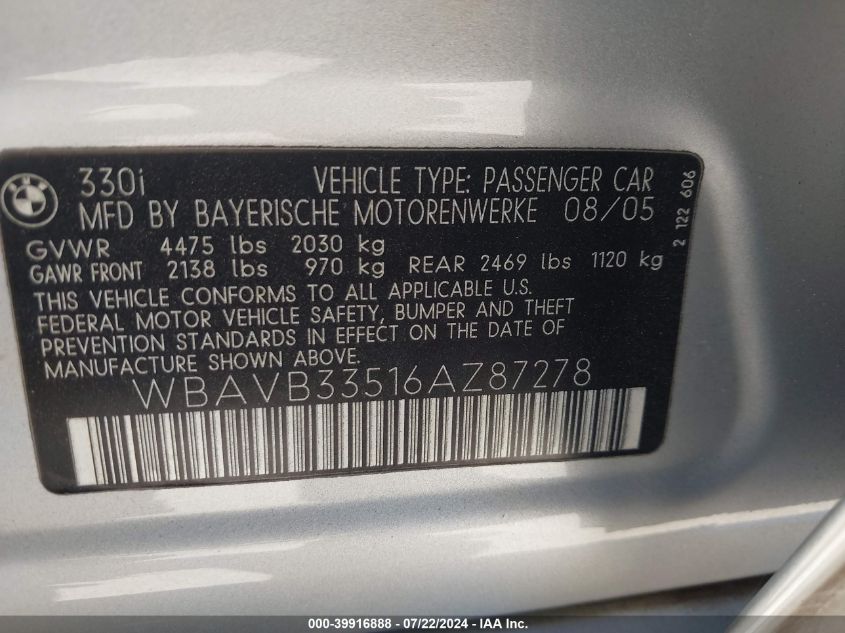 330i VEHICLE TYPE: PASSENGER CAR
MFD BY BAYERISCHE MOTORENWERKE 08/05
GVWR 4475 lbs 2030 kg
GAWR FRONT 2138 lbs 970 kg REAR 2469 lbs 1120 kg
THIS VEHICLE CONFORMS TO ALL APPLICABLE U.S.
FEDERAL MOTOR VEHICLE SAFETY, BUMPER AND THEFT
PREVENTION STANDARDS IN EFFECT ON THE DATE OF
MANUFACTURE SHOWN ABOVE.
WBAVB33516AZ87278
2 122 606
000-39916888 - 07/22/2024 - IAA Inc.